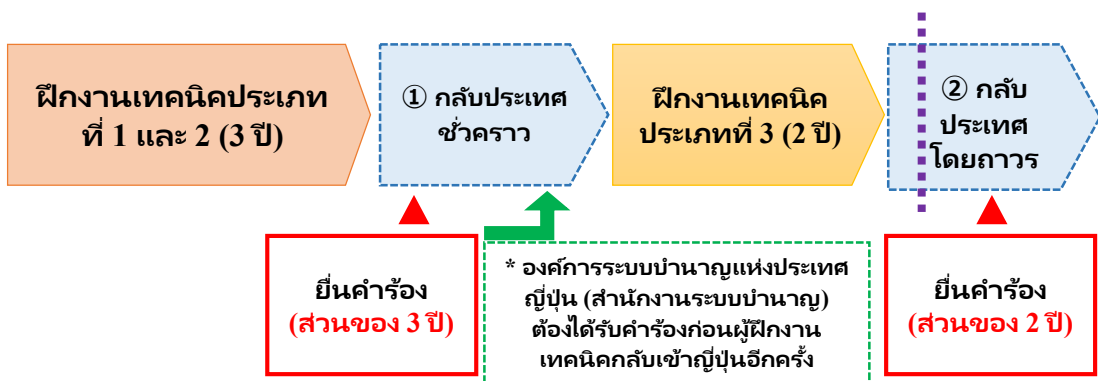 ฝึกงานเทคนิคประเภท
ที่ 1 และ 2 (3 ปี)
① กลับประเทศ
ชั่วคราว
ฝึกงานเทคนิค
ประเภทที่ 3 (2 ปี)
② กลับ
ประเทศ
โดยถาวร
ยื่นคำร้อง
(ส่วนของ 3 ปี)
* องค์การระบบบำนาญแห่งประเทศ
ญี่ปุ่น (สำนักงานระบบบำนาญ)
ต้องได้รับคำร้องก่อนผู้ฝึกงาน
เทคนิคกลับเข้าญี่ปุ่นอีกครั้ง
ยื่นคำร้อง
(ส่วนของ 2 ปี)